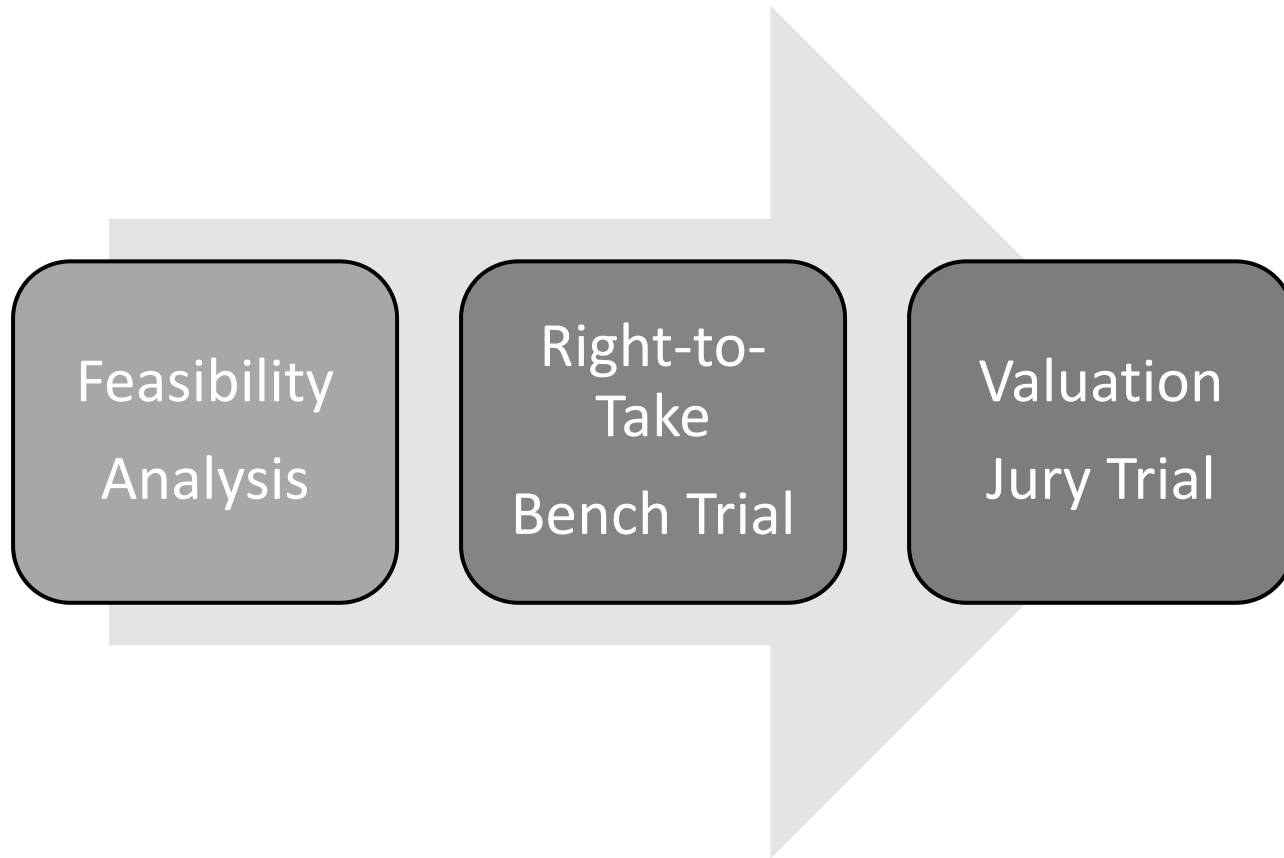 Feasibility
Analysis
Right-to-
Take
Bench Trial
Valuation
Jury Trial